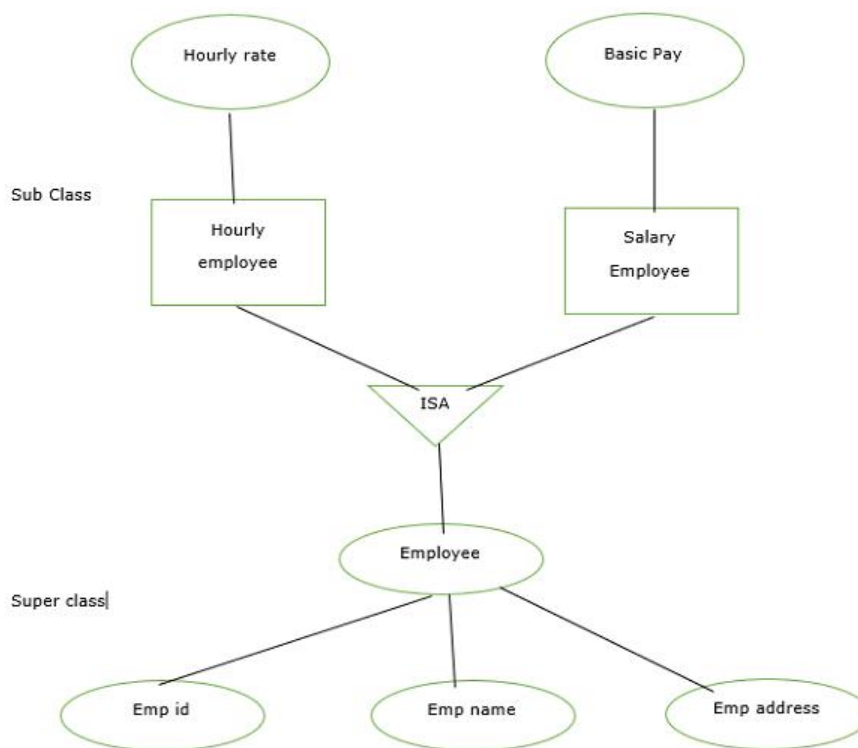 Hourly rate
Basic Pay
Sub Class
Hourly
employee
Salary
Employee
ISA
Employee
Super class
Emp id
Emp name
Emp address